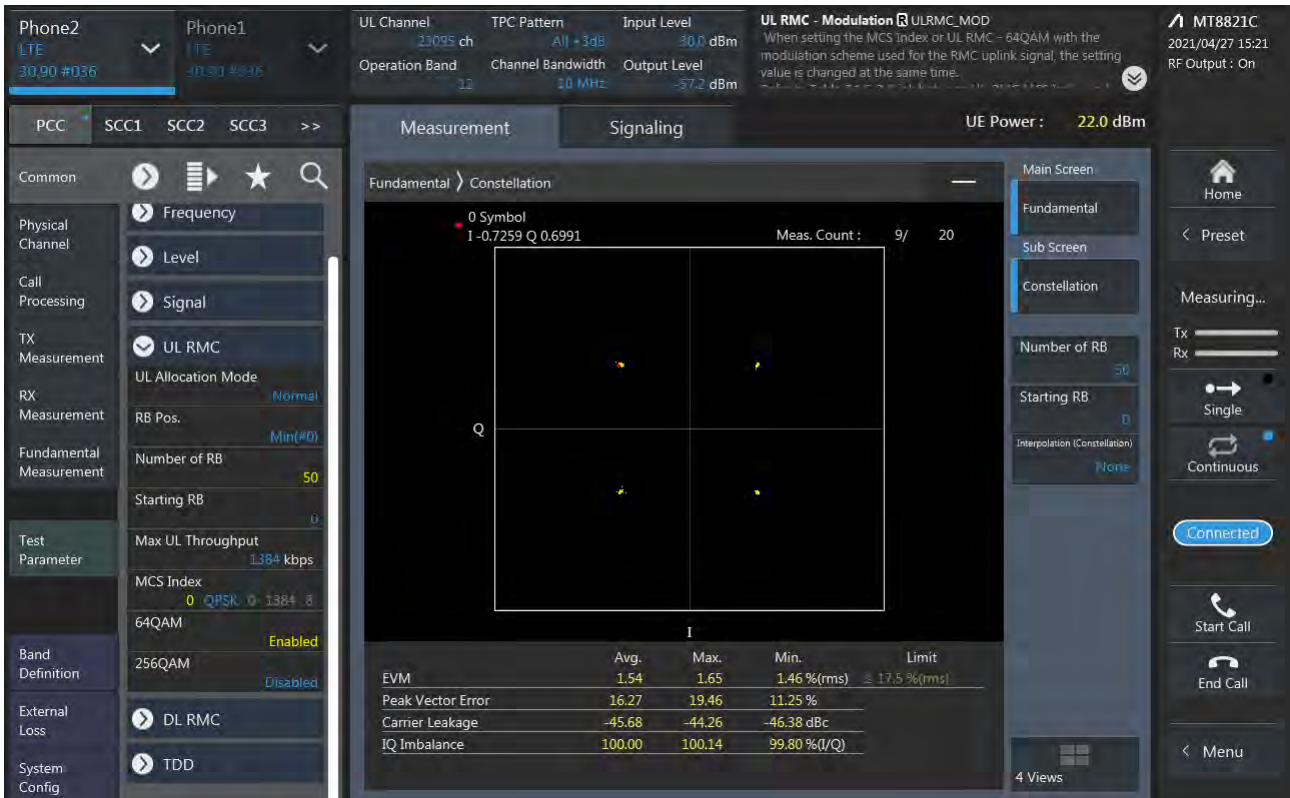 Phone2
LTE
30.90 #036
Phone1
LTE
30.90 #036
UL Channel
23095 ch
Operation Band
12
TPC Pattern
All +3dB
Channel Bandwidth
10 MHz
Input Level
30.0 dBm
Output Level
-57.2 dBm
UL RMC - Modulation R ULRMC_MOD
When setting the MCS Index or UL RMC - 64QAM with the
modulation scheme used for the RMC uplink signal, the setting
value is changed at the same time.
MT8821C
2021/04/27 15:21
RF Output : On
PCC SCC1 SCC2 SCC3 >>
Measurement
Signaling
UE Power : 22.0 dBm
Common
Physical
Channel
Call
Processing
TX
Measurement
RX
Measurement
Fundamental
Measurement
Test
Parameter
Band
Definition
External
Loss
System
Config
Frequency
Level
Signal
UL RMC
UL Allocation Mode
Normal
RB Pos.
Min(#0)
Number of RB
50
Starting RB
0
Max UL Throughput
1384 kbps
MCS Index
0 QPSK 0 1384 8
64QAM
Enabled
256QAM
Disabled
DL RMC
TDD
Fundamental 〉 Constellation
0 Symbol
I -0.7259 Q 0.6991
Meas. Count : 9/ 20
Q
I
Avg. Max. Min. Limit
EVM 1.54 1.65 1.46 %(rms) ≤ 17.5 %(rms)
Peak Vector Error 16.27 19.46 11.25 %
Carrier Leakage -45.68 -44.26 -46.38 dBc
IQ Imbalance 100.00 100.14 99.80 %(I/Q)
Main Screen
Fundamental
Sub Screen
Constellation
Number of RB
50
Starting RB
0
Interpolation (Constellation)
None
4 Views
Home
< Preset
Measuring...
Tx
Rx
Single
Continuous
Connected
Start Call
End Call
< Menu